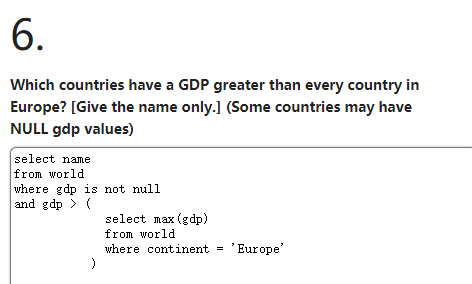 6.
Which countries have a GDP greater than every country in
Europe? [Give the name only.] (Some countries may have
NULL gdp values)
select name
from world
where gdp is not null
and gdp > (
select max(gdp)
from world
where continent = 'Europe'
)